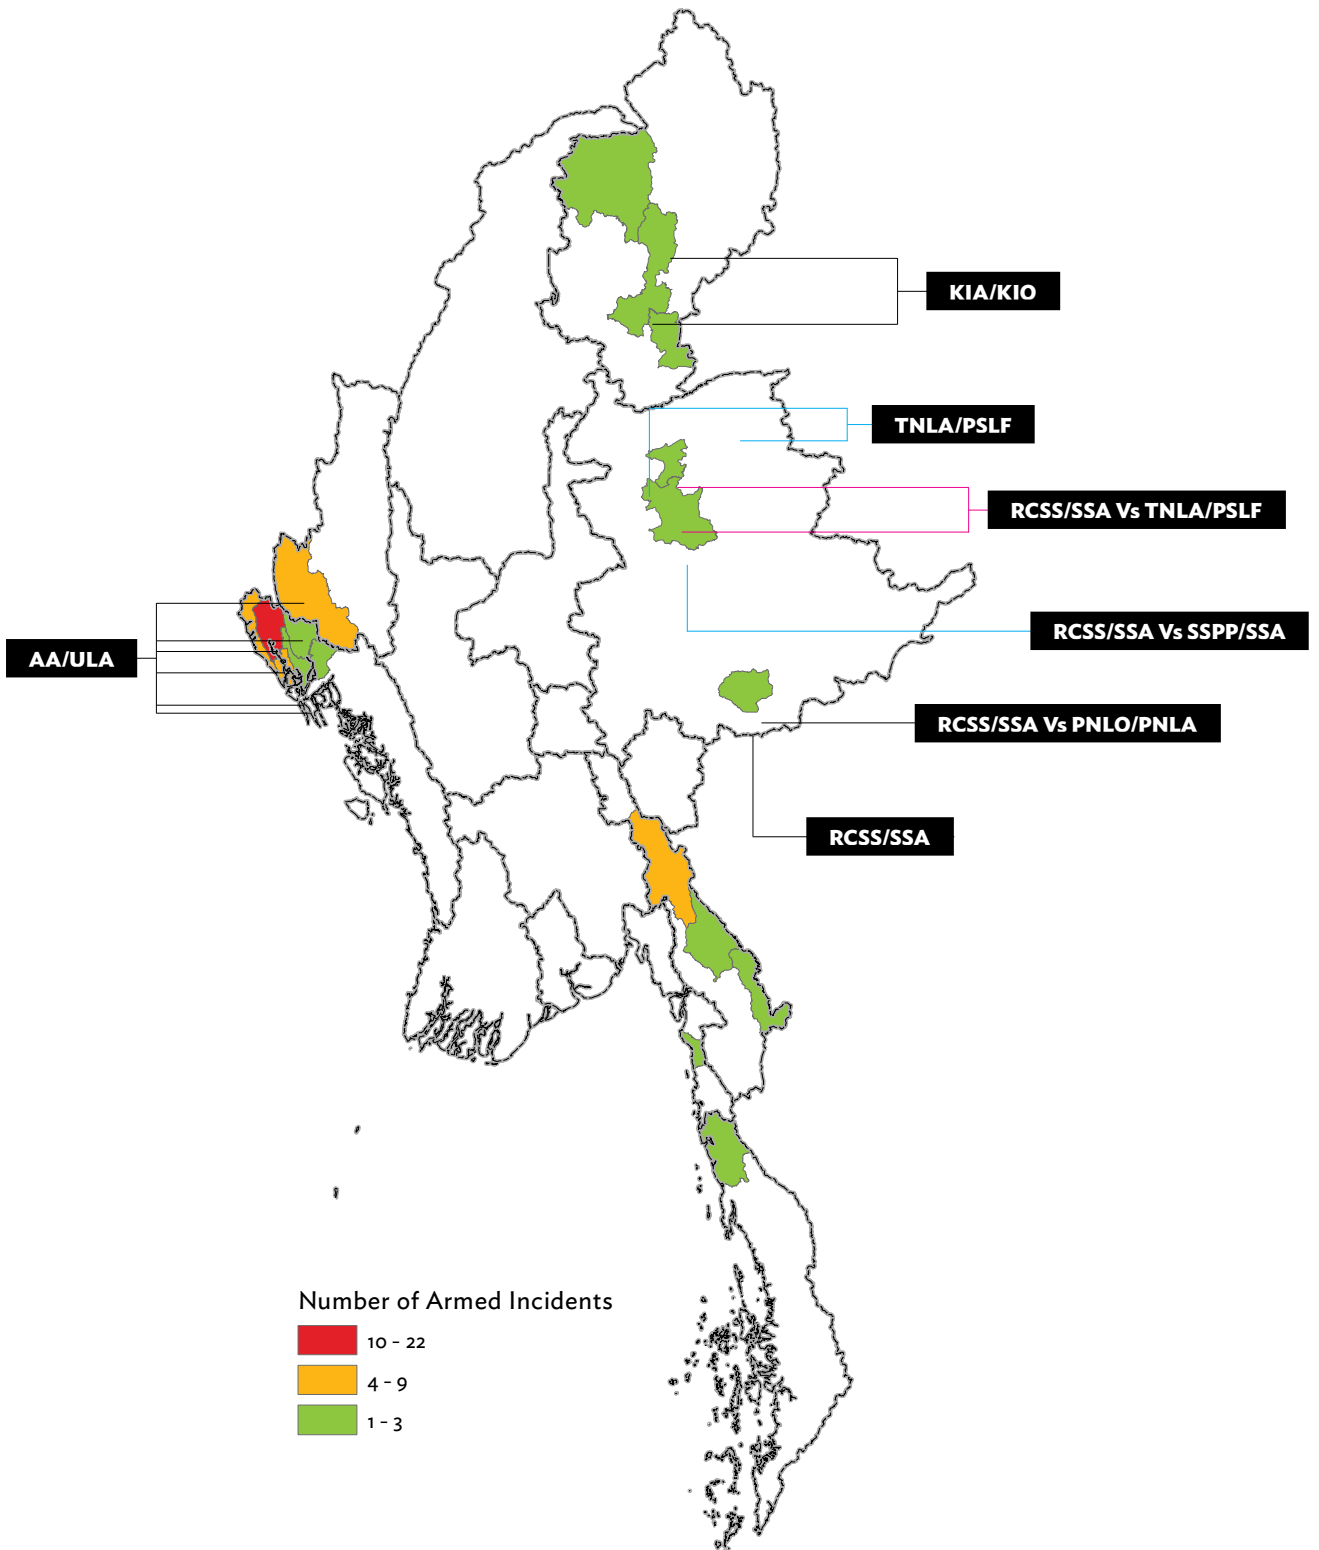 KIA/KIO
TNLA/PSLF
RCSS/SSA Vs TNLA/PSLF
RCSS/SSA Vs SSPP/SSA
AA/ULA
RCSS/SSA Vs PNLO/PNLA
RCSS/SSA
Number of Armed Incidents
10 - 22
4 - 9
1 - 3